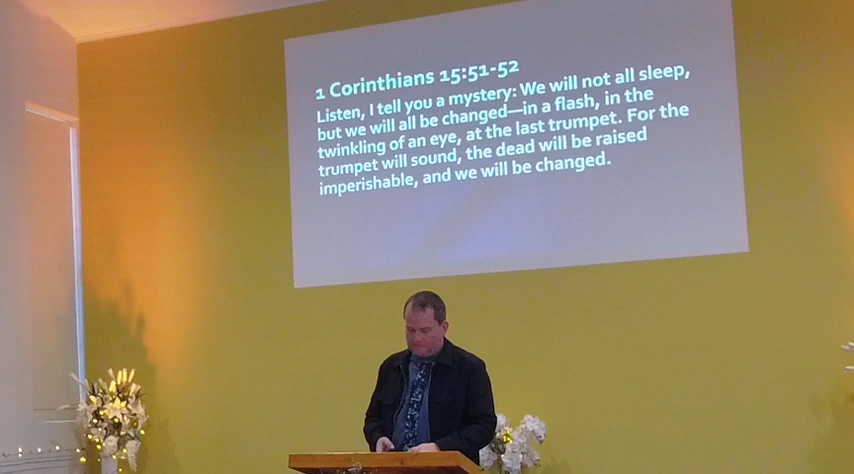 1 Corinthians 15:51-52
Listen, I tell you a mystery: We will not all sleep,
but we will all be changed—in a flash, in the
twinkling of an eye, at the last trumpet. For the
trumpet will sound, the dead will be raised
imperishable, and we will be changed.